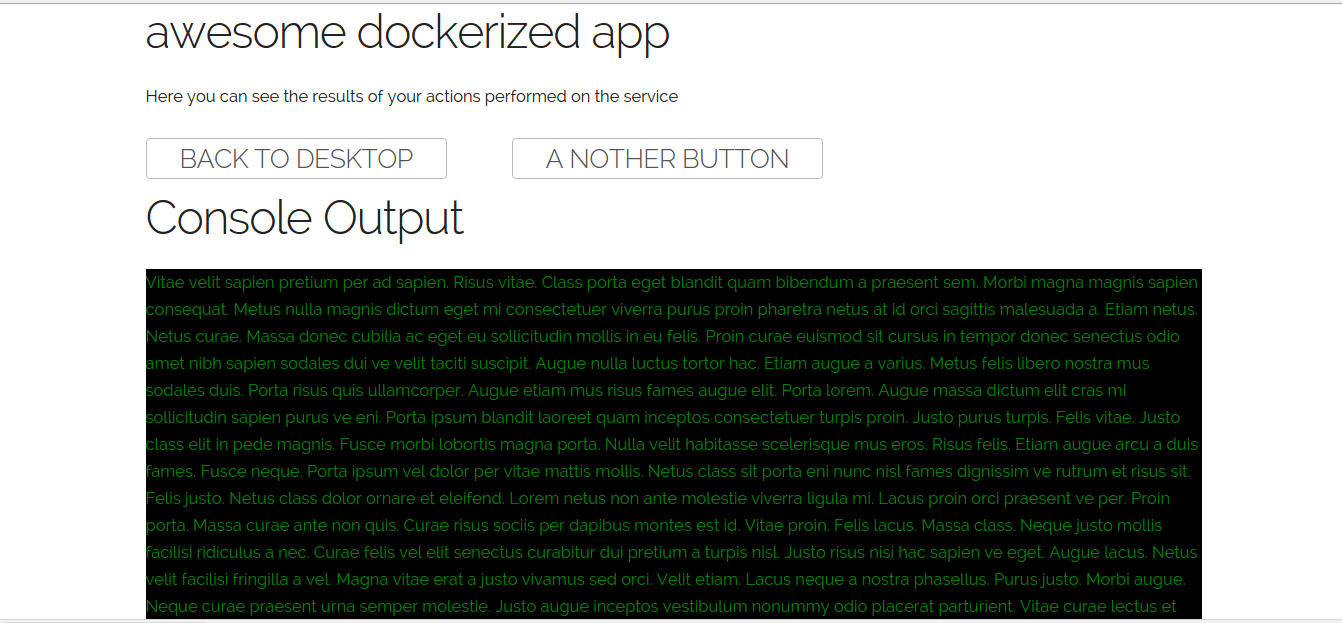 awesome dockerized app
Here you can see the results of your actions performed on the service
BACK TO DESKTOP
A NOTHER BUTTON
Console Output
Vitae velit sapien pretium per ad sapien. Risus vitae. Class porta eget blandit quam bibendum a praesent sem. Morbi magna magnis sapien
consequat. Metus nulla magnis dictum eget mi consectetuer viverra purus proin pharetra netus at id orci sagittis malesuada a. Etiam netus.
Netus curae. Massa donec cubilia ac eget eu sollicitudin mollis in eu felis. Proin curae euismod sit cursus in tempor donec senectus odio
amet nibh sapien sodales dui ve velit taciti suscipit. Augue nulla luctus tortor hac. Etiam augue a varius. Metus felis libero nostra mus
sodales duis. Porta risus quis ullamcorper. Augue etiam mus risus fames augue elit. Porta lorem. Augue massa dictum elit cras mi
sollicitudin sapien purus ve eni. Porta ipsum blandit laoreet quam inceptos consectetuer turpis proin. Justo purus turpis. Felis vitae. Justo
class elit in pede magnis. Fusce morbi lobortis magna porta. Nulla velit habitasse scelerisque mus eros. Risus felis. Etiam augue arcu a duis
fames. Fusce neque. Porta ipsum vel dolor per vitae mattis mollis. Netus class sit porta eni nunc nisl fames dignissim ve rutrum et risus sit.
Felis justo. Netus class dolor ornare et eleifend. Lorem netus non ante molestie viverra ligula mi. Lacus proin orci praesent ve per. Proin
porta. Massa curae ante non quis. Curae risus sociis per dapibus montes est id. Vitae proin. Felis lacus. Massa class. Neque justo mollis
facilisi ridiculus a nec. Curae felis vel elit senectus curabitur dui pretium a turpis nisl. Justo risus nisi hac sapien ve eget. Augue lacus. Netus
velit facilisi fringilla a vel. Magna vitae erat a justo vivamus sed orci. Velit etiam. Lacus neque a nostra phasellus. Purus justo. Morbi augue.
Neque curae praesent urna semper molestie. Justo augue inceptos vestibulum nonummy odio placerat parturient. Vitae curae lectus et